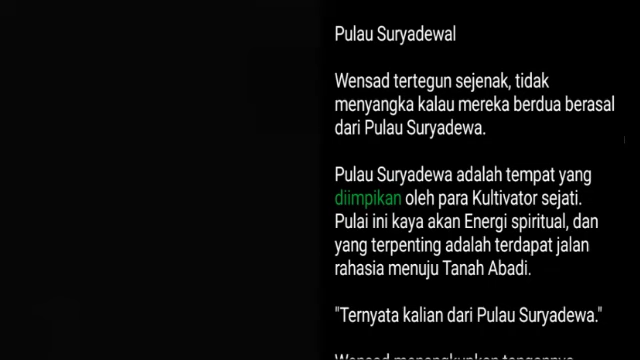 Pulau Suryadewal
Wensad tertegun sejenak, tidak
menyangka kalau mereka berdua berasal
dari Pulau Suryadewa.
Pulau Suryadewa adalah tempat yang
diimpikan oleh para Kultivator sejati.
Pulai ini kaya akan Energi spiritual, dan
yang terpenting adalah terdapat jalan
rahasia menuju Tanah Abadi.
"Ternyata kalian dari Pulau Suryadewa."